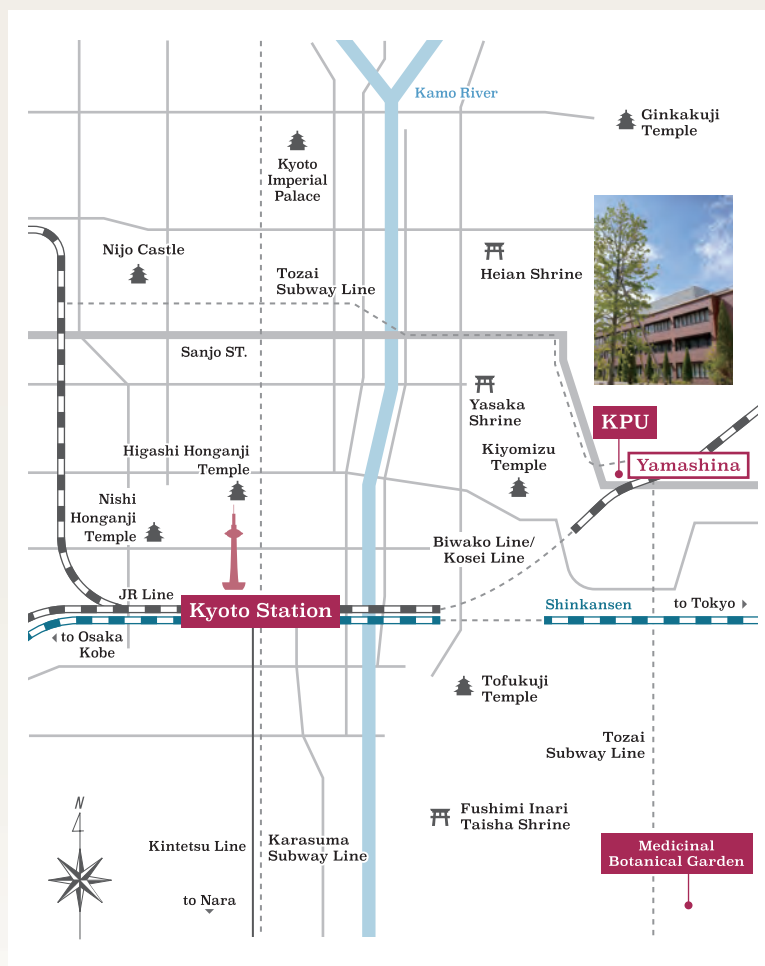 Kamo River
Ginkakuji
Temple
Kyoto
Imperial
Palace
Nijo Castle
Heian Shrine
Tozai
Subway Line
Sanjo ST.
Yasaka
Shrine
KPU
Higashi Honganji
Temple
Kiyomizu
Temple
Yamashina
Nishi
Honganji
Temple
Biwako Line/
Kosei Line
JR Line
Kyoto Station
Shinkansen
to Tokyo
to Osaka
Kobe
Tofukuji
Temple
Tozai
Subway Line
N
Fushimi Inari
Taisha Shrine
Kintetsu Line
Karasuma
Subway Line
Medicinal
Botanical Garden
to Nara